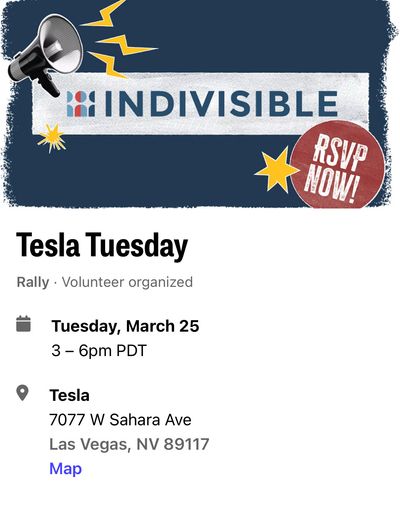 INDIVISIBLE
RSVP
NOW!
Tesla Tuesday
Rally · Volunteer organized
Tuesday, March 25
3 – 6pm PDT
Tesla
7077 W Sahara Ave
Las Vegas, NV 89117
Map